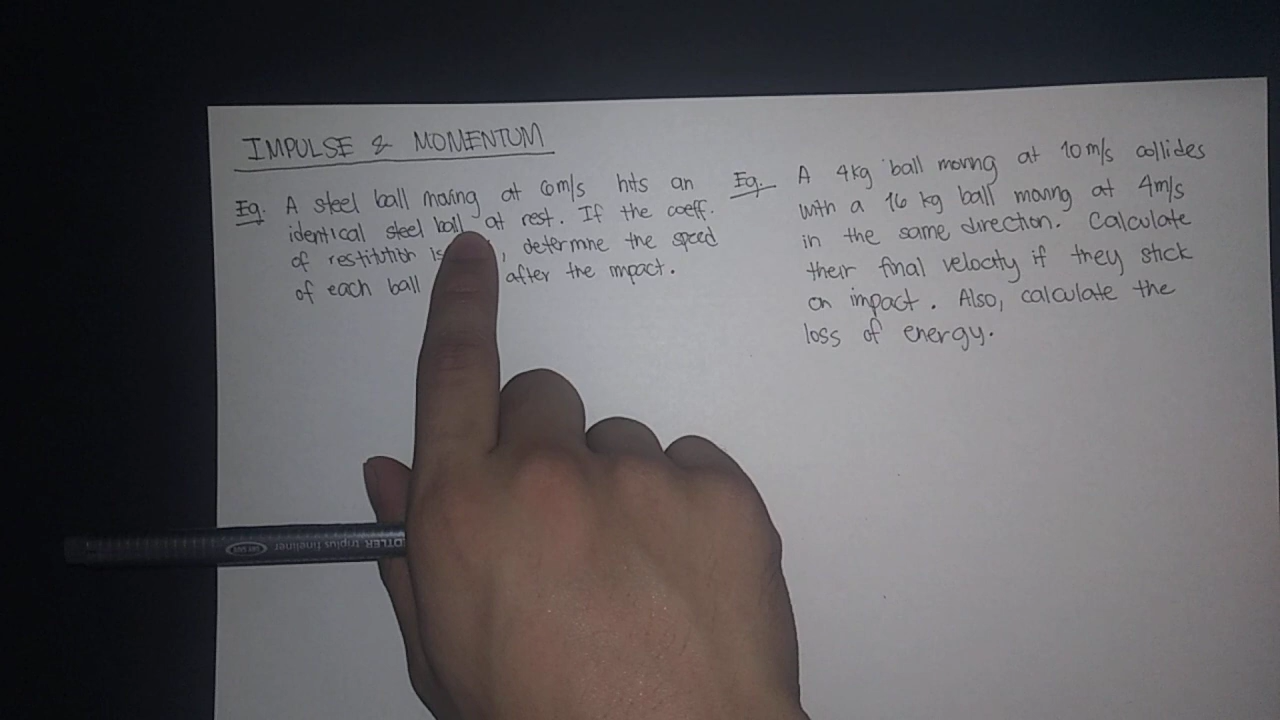 IMPULSE & MOMENTUM
Eg. A steel ball moving at 6m/s hits an
identical steel ball at rest. If the coeff.
of restitution is , determine the speed
of each ball after the impact.
Eg. A 4kg ball moving at 10m/s collides
with a 16 kg ball moving at 4m/s
in the same direction. Calculate
their final velocity if they stick
on impact. Also, calculate the
loss of energy.
STAEDTLER triplus fineliner